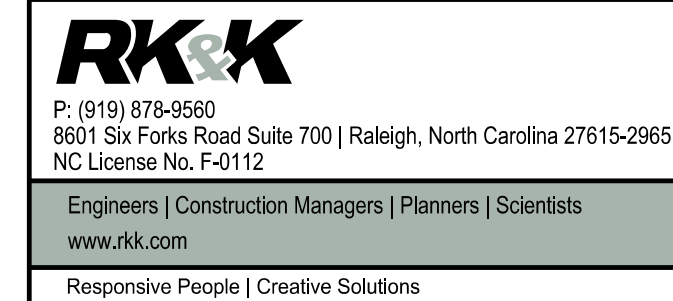 RK&K
P: (919) 878-9560
8601 Six Forks Road Suite 700 | Raleigh, North Carolina 27615-2965
NC License No. F-0112
Engineers | Construction Managers | Planners | Scientists
www.rkk.com
Responsive People | Creative Solutions